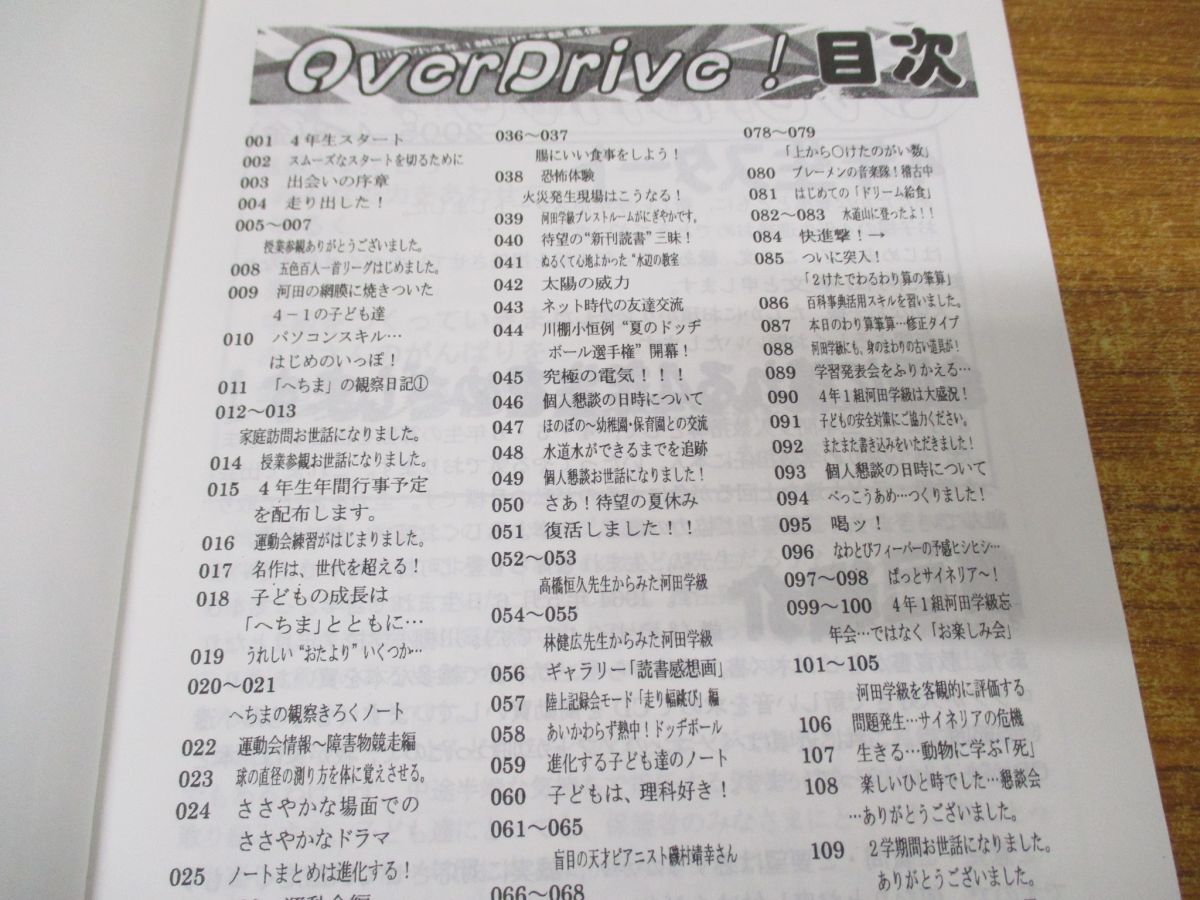 OverDrive！目次
001 4年生スタート
002 スムーズなスタートを切るために
003 出会いの序章
004 走り出した！
005～007
授業参観ありがとうございました。
008 五色百人一首リーグはじめました。
009 河田の網膜に焼きついた
4－1の子ども達
010 パソコンスキル…
はじめのいっぽ！
011 「へちま」の観察日記①
012～013
家庭訪問お世話になりました。
014 授業参観お世話になりました。
015 4年生年間行事予定
を配布します。
016 運動会練習がはじまりました。
017 名作は、世代を超える！
018 子どもの成長は
「へちま」とともに…
019 うれしい“おたより”いくつか…
020～021
へちまの観察きろくノート
022 運動会情報～障害物競走編
023 球の直径の測り方を体に覚えさせる。
024 ささやかな場面での
ささやかなドラマ
025 ノートまとめは進化する！
運動会編
036～037
腸にいい食事をしよう！
038 恐怖体験
火災発生現場はこうなる！
039 河田学級ブレストルームがにぎやかです。
040 待望の“新刊読書”三昧！
041 ぬるくて心地よかった“水辺の教室
042 太陽の威力
043 ネット時代の友達交流
044 川棚小恒例“夏のドッヂ
ボール選手権”開幕！
045 究極の電気！！！
046 個人懇談の日時について
047 ほのぼの～幼稚園・保育園との交流
048 水道水ができるまでを追跡
049 個人懇談お世話になりました！
050 さあ！待望の夏休み
051 復活しました！！
052～053
高橋恒久先生からみた河田学級
054～055
林健広先生からみた河田学級
056 ギャラリー「読書感想画」
057 陸上記録会モード「走り幅跳び」編
058 あいかわらず熱中！ドッヂボール
059 進化する子ども達のノート
060 子どもは、理科好き！
061～065
盲目の天才ピアニスト磯村靖幸さん
066～068
078～079
「上から〇けたのがい数」
080 ブレーメンの音楽隊！稽古中
081 はじめての「ドリーム給食」
082～083 水道山に登ったよ！！
084 快進撃！→
085 ついに突入！
「2けたでわるわり算の筆算」
086 百科事典活用スキルを習いました。
087 本日のわり算筆算…修正タイプ
088 河田学級にも、身のまわりの古い道具が！
089 学習発表会をふりかえる…
090 4年1組河田学級は大盛況！
091 子どもの安全対策にご協力ください。
092 またまた書き込みをいただきました！
093 個人懇談の日時について
094 べっこうあめ…つくりました！
095 喝ッ！
096 なわとびフィーバーの予感ヒシヒシ…
097～098 ぱっとサイネリア～！
099～100 4年1組河田学級忘
年会…ではなく「お楽しみ会」
101～105
河田学級を客観的に評価する
106 問題発生…サイネリアの危機
107 生きる…動物に学ぶ「死」
108 楽しいひと時でした…懇談会
…ありがとうございました。
109 2学期間お世話になりました。
ありがとうございました。